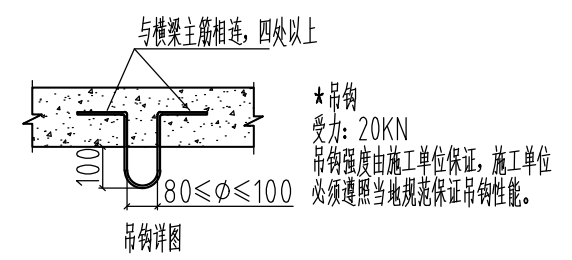 与横梁主筋相连，四处以上
*吊钩
受力：20KN
吊钩强度由施工单位保证，施工单位
必须遵照当地规范保证吊钩性能。
100
80≤Ø≤100
吊钩详图